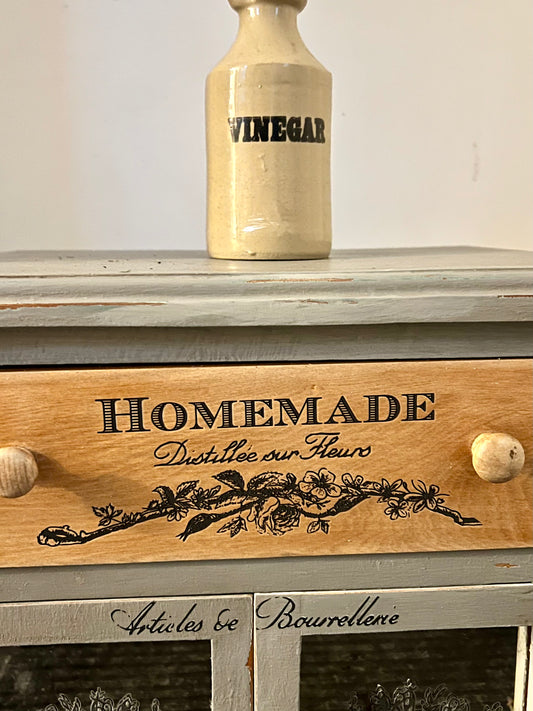 VINEGAR
HOMEMADE
Distillée sur Fleurs
Articles de Bourrellerie